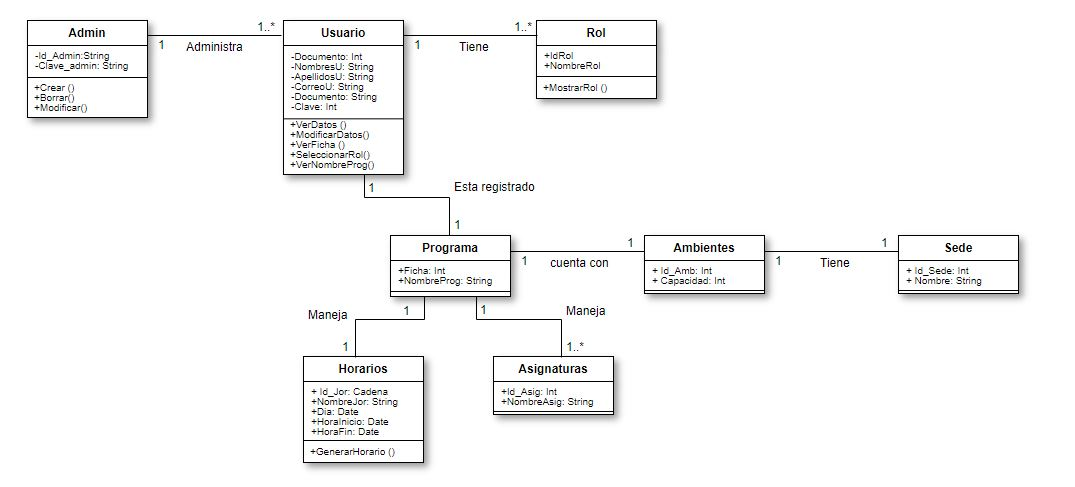 Admin
-Id_Admin:String
-Clave_admin: String
+Crear ()
+Borrar()
+Modificar()
1
Administra
1..*
Usuario
-Documento: Int
-NombresU: String
-ApellidosU: String
-CorreoU: String
-Documento: String
-Clave: Int
+VerDatos ()
+ModificarDatos()
+VerFicha ()
+SeleccionarRol()
+VerNombreProg()
1
Tiene
1..*
Rol
+IdRol
+NombreRol
+MostrarRol ()
1
Esta registrado
1
Programa
+Ficha: Int
+NombreProg: String
1
cuenta con
1
Ambientes
+ Id_Amb: Int
+ Capacidad: Int
1
Tiene
1
Sede
+ Id_Sede: Int
+ Nombre: String
Maneja
1
1
1
Maneja
1..*
Horarios
+ Id_Jor: Cadena
+NombreJor: String
+Dia: Date
+HoraInicio: Date
+HoraFin: Date
+GenerarHorario ()
Asignaturas
+Id_Asig: Int
+NombreAsig: String